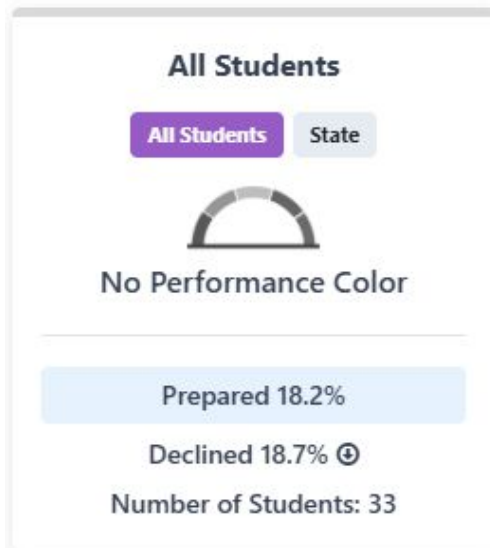 All Students
All Students State
No Performance Color
Prepared 18.2%
Declined 18.7%
Number of Students: 33